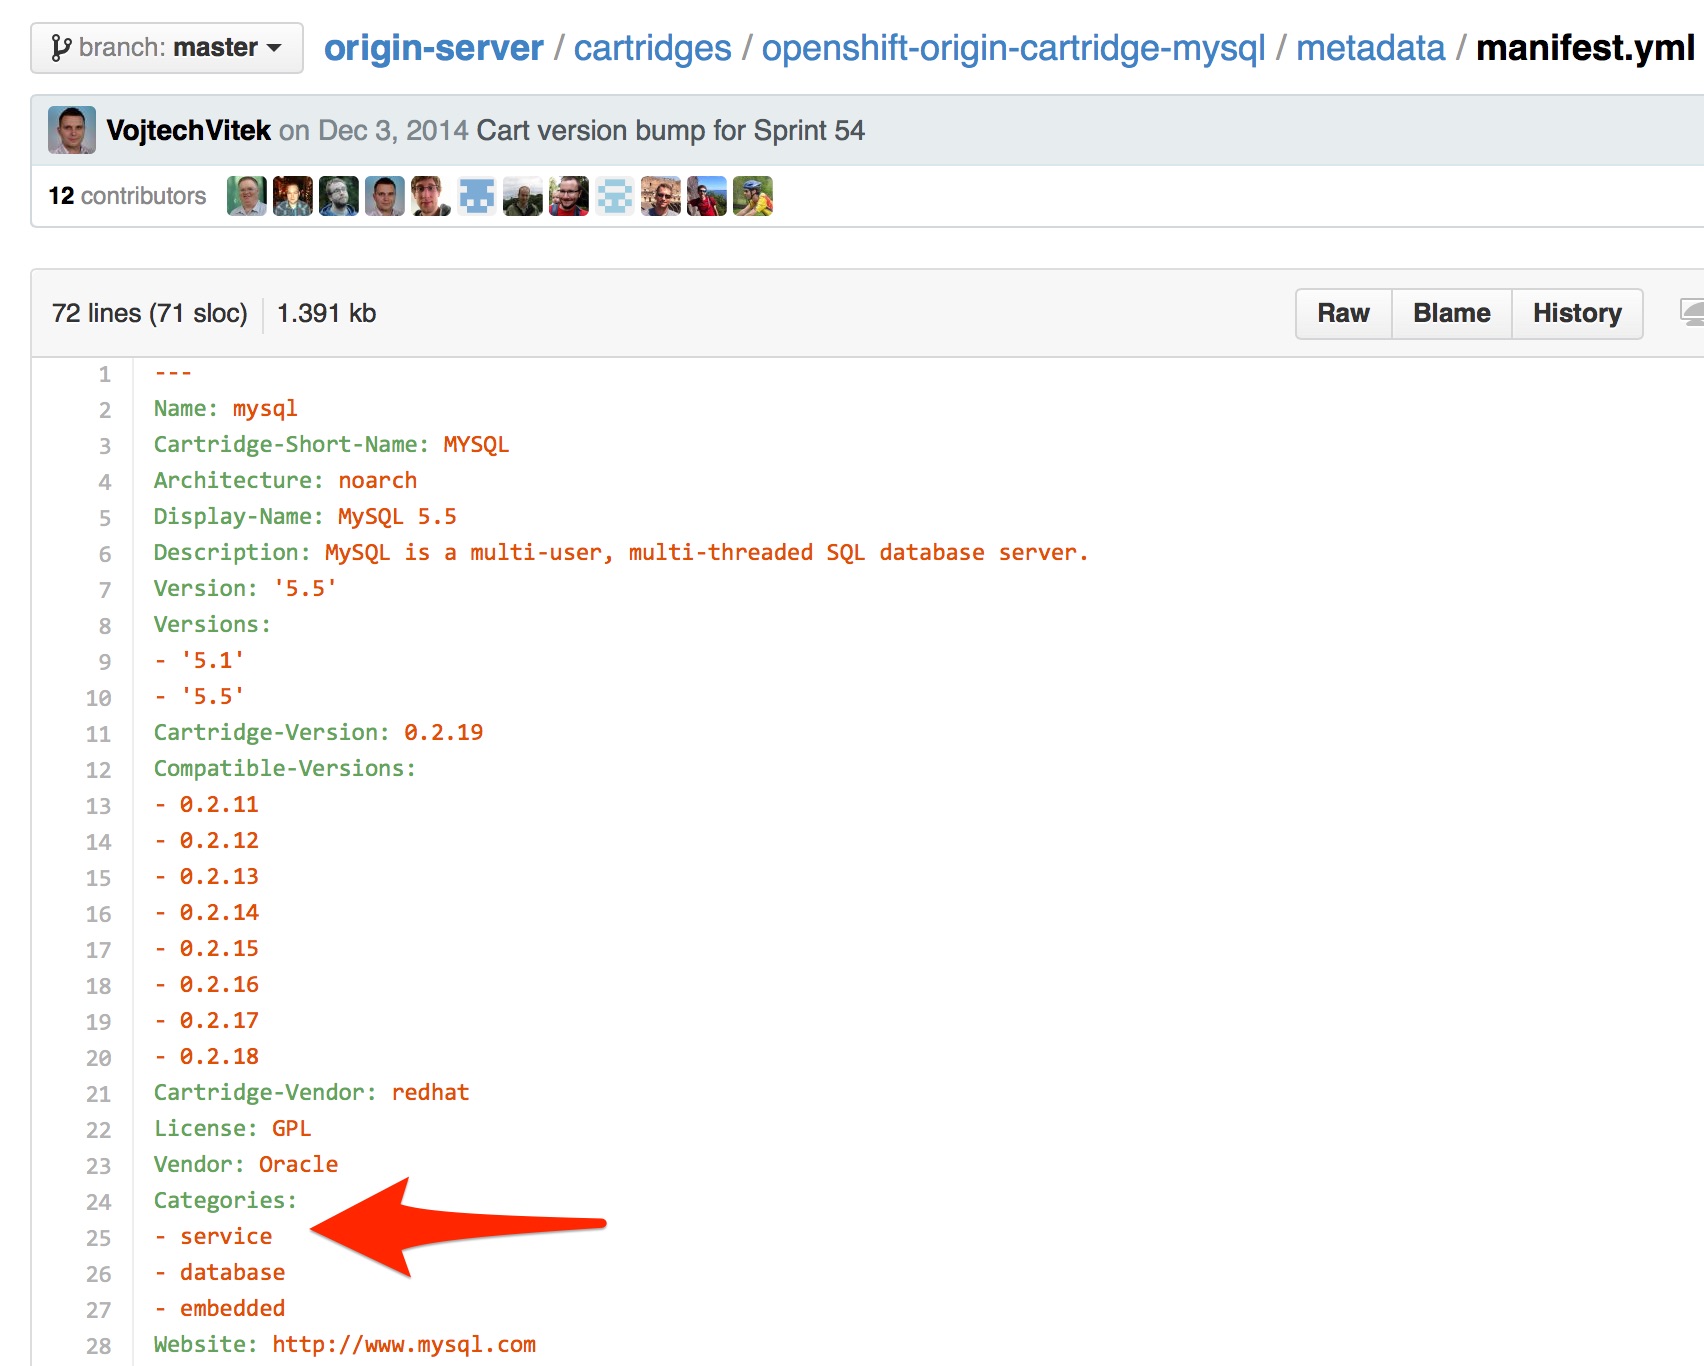 branch: master origin-server / cartridges / openshift-origin-cartridge-mysql / metadata / manifest.yml
VojtechVitek on Dec 3, 2014 Cart version bump for Sprint 54
12 contributors
72 lines (71 sloc) 1.391 kb Raw Blame History
1 ---
2 Name: mysql
3 Cartridge-Short-Name: MYSQL
4 Architecture: noarch
5 Display-Name: MySQL 5.5
6 Description: MySQL is a multi-user, multi-threaded SQL database server.
7 Version: '5.5'
8 Versions:
9 - '5.1'
10 - '5.5'
11 Cartridge-Version: 0.2.19
12 Compatible-Versions:
13 - 0.2.11
14 - 0.2.12
15 - 0.2.13
16 - 0.2.14
17 - 0.2.15
18 - 0.2.16
19 - 0.2.17
20 - 0.2.18
21 Cartridge-Vendor: redhat
22 License: GPL
23 Vendor: Oracle
24 Categories:
25 - service
26 - database
27 - embedded
28 Website: http://www.mysql.com